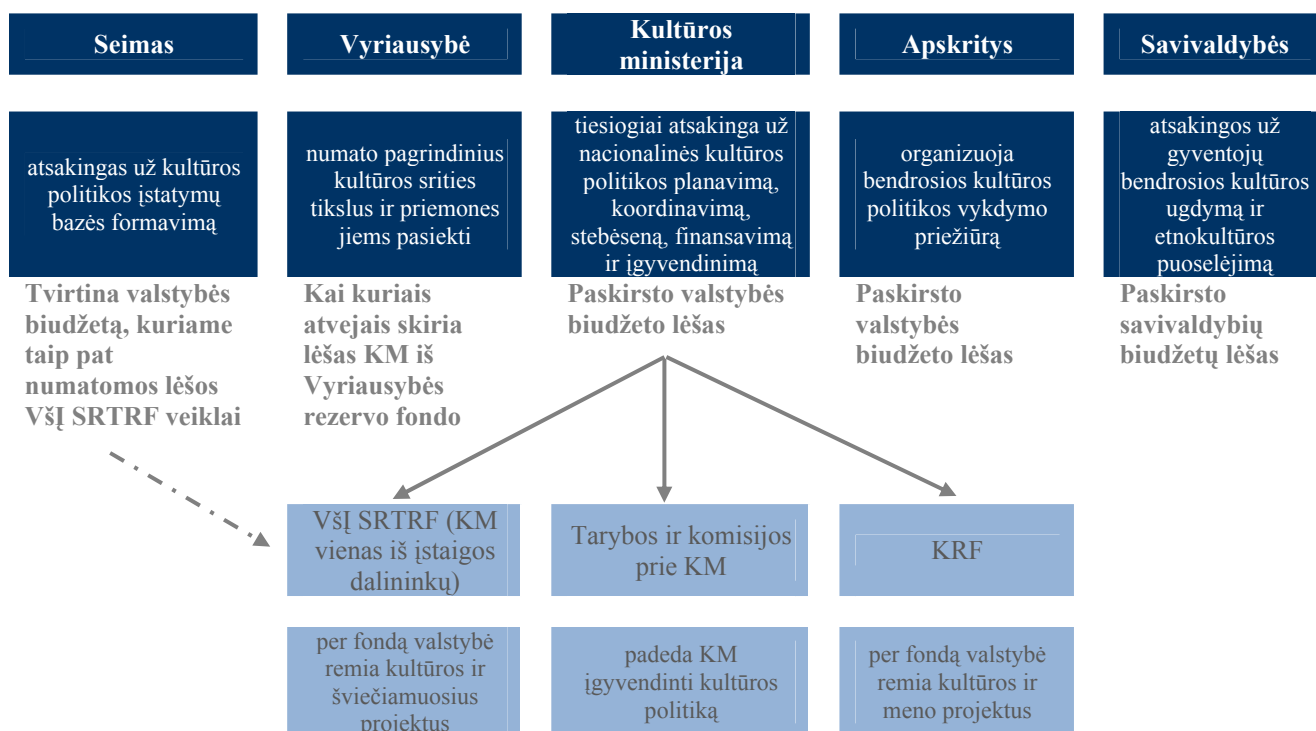 Seimas
Vyriausybė
Kultūros
ministerija
Apskritys
Savivaldybės
atsakingas už kultūros
politikos įstatymų
bazės formavimą
numato pagrindinius
kultūros srities
tikslus ir priemones
jiems pasiekti
tiesiogiai atsakinga už
nacionalinės kultūros
politikos planavimą,
koordinavimą,
stebėseną, finansavimą
ir įgyvendinimą
organizuoja
bendrosios kultūros
politikos vykdymo
priežiūrą
atsakingos už
gyventojų
bendrosios kultūros
ugdymą ir
etnokultūros
puoselėjimą
Tvirtina valstybės
biudžetą, kuriame
taip pat
numatomos lėšos
VšĮ SRTRF veiklai
Kai kuriais
atvejais skiria
lėšas KM iš
Vyriausybės
rezervo fondo
Paskirsto valstybės
biudžeto lėšas
Paskirsto
valstybės
biudžeto lėšas
Paskirsto
savivaldybių
biudžetų lėšas
VšĮ SRTRF (KM
vienas iš įstaigos
dalininkų)
Tarybos ir komisijos
prie KM
KRF
per fondą valstybė
remia kultūros ir
šviečiamuosius
projektus
padeda KM
įgyvendinti kultūros
politiką
per fondą valstybė
remia kultūros ir
meno projektus